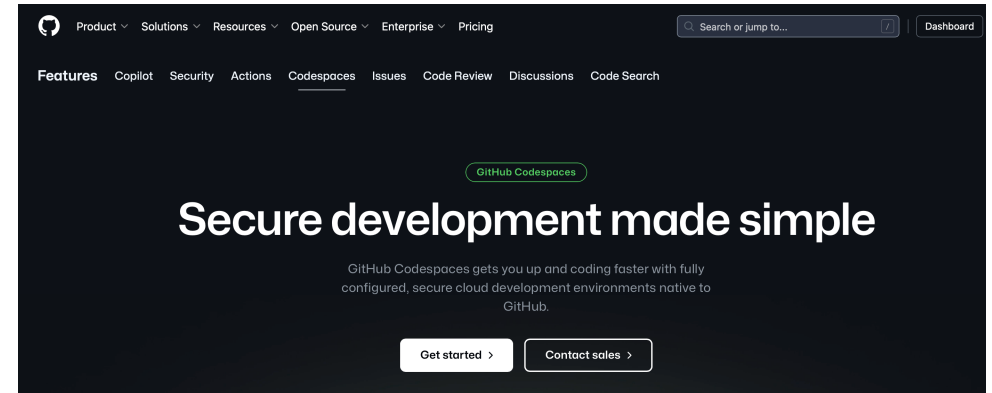 Product Solutions Resources Open Source Enterprise Pricing Search or jump to... / Dashboard
Features Copilot Security Actions Codespaces Issues Code Review Discussions Code Search
GitHub Codespaces
Secure development made simple
GitHub Codespaces gets you up and coding faster with fully
configured, secure cloud development environments native to
GitHub.
Get started Contact sales